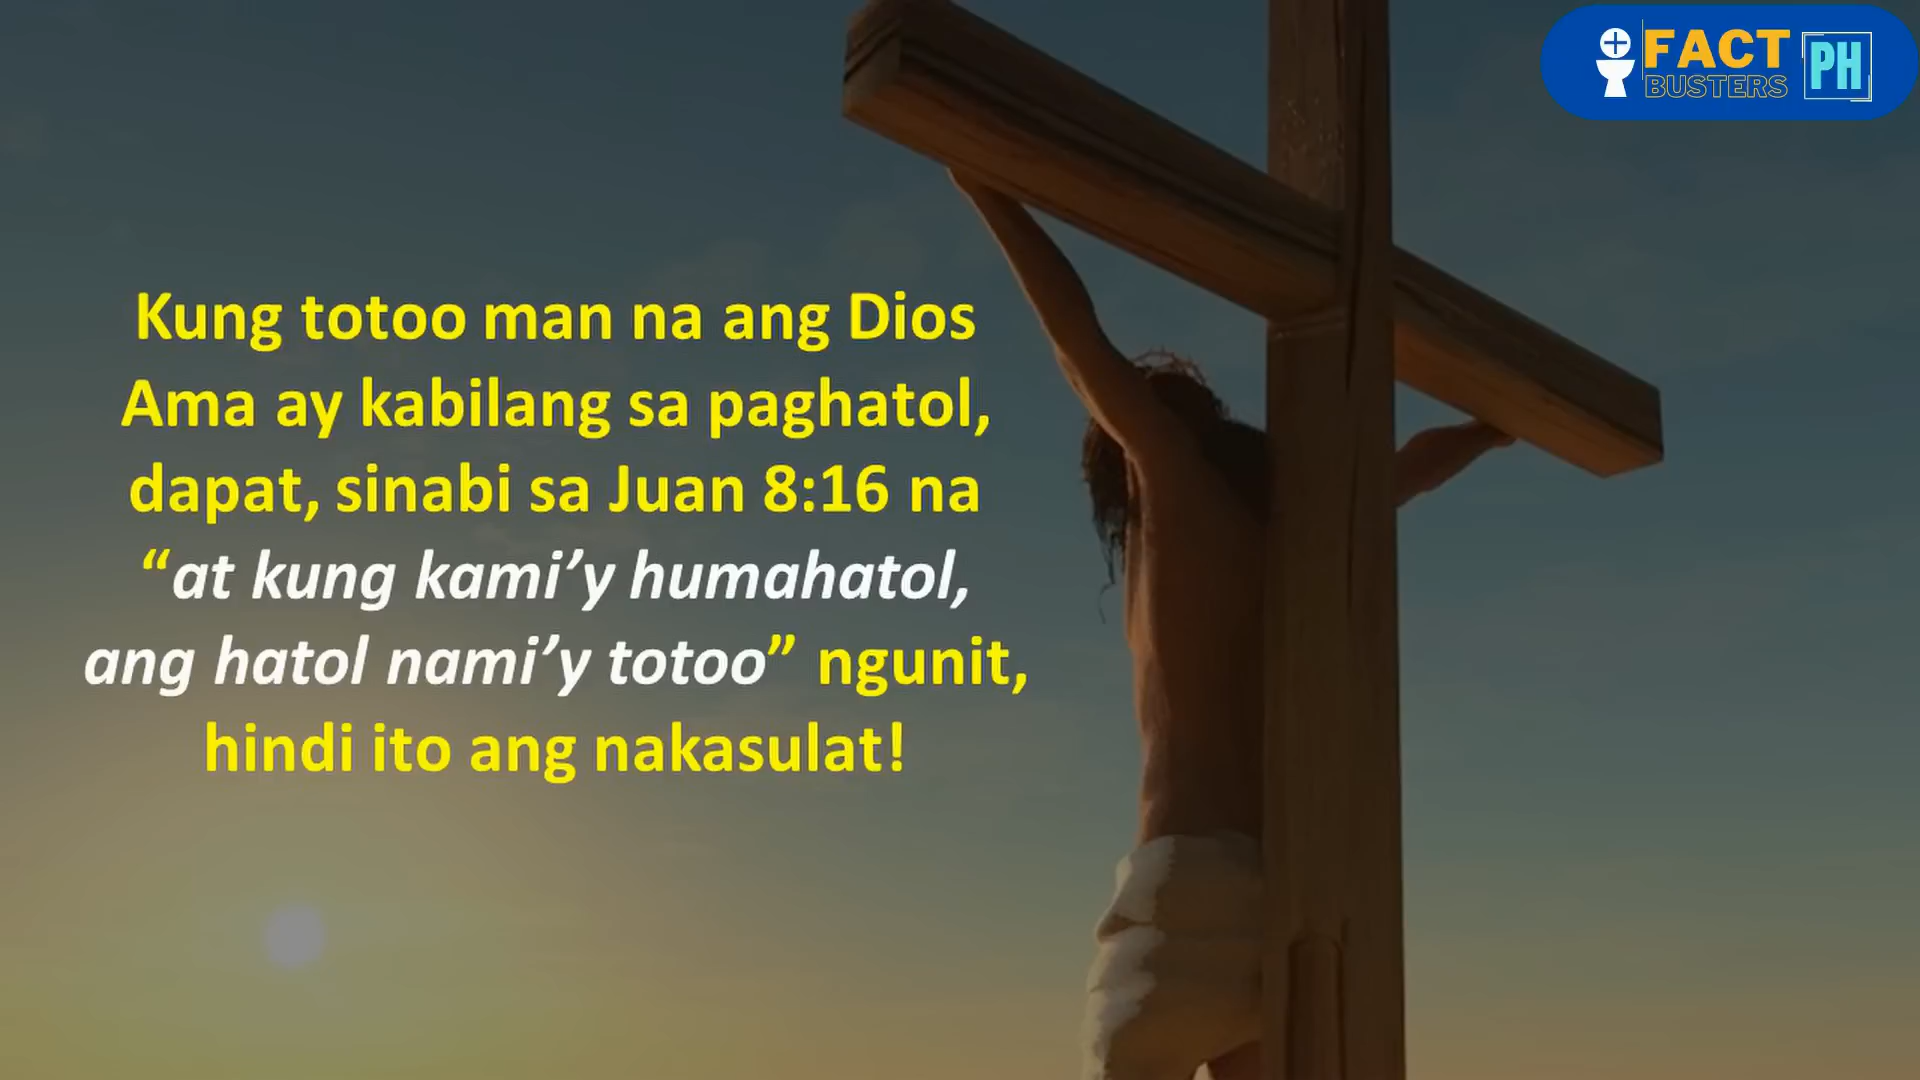 FACT
BUSTERS
PH
Kung totoo man na ang Dios
Ama ay kabilang sa paghatol,
dapat, sinabi sa Juan 8:16 na
“at kung kami’y humahatol,
ang hatol nami’y totoo” ngunit,
hindi ito ang nakasulat!